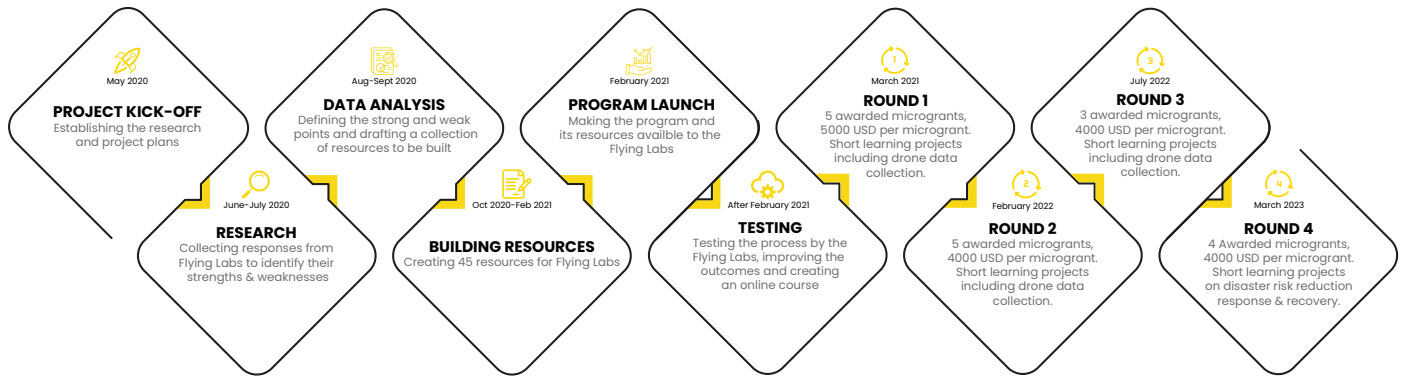 May 2020
PROJECT KICK-OFF
Establishing the research
and project plans
June-July 2020
RESEARCH
Collecting responses from
Flying Labs to identify their
strengths & weaknesses
Aug-Sept 2020
DATA ANALYSIS
Defining the strong and weak
points and drafting a collection
of resources to be built
Oct 2020-Feb 2021
BUILDING RESOURCES
Creating 45 resources for Flying Labs
February 2021
PROGRAM LAUNCH
Making the program and
its resources availble to the
Flying Labs
After February 2021
TESTING
Testing the process by the
Flying Labs, improving the
outcomes and creating
an online course
1
March 2021
ROUND 1
5 awarded microgrants,
5000 USD per microgrant.
Short learning projects
including drone data
collection.
2
February 2022
ROUND 2
5 awarded microgrants,
4000 USD per microgrant.
Short learning projects
including drone data
collection.
3
July 2022
ROUND 3
3 awarded microgrants,
4000 USD per microgrant.
Short learning projects
including drone data
collection.
4
March 2023
ROUND 4
4 Awarded microgrants,
4000 USD per microgrant.
Short learning projects
on disaster risk reduction
response & recovery.